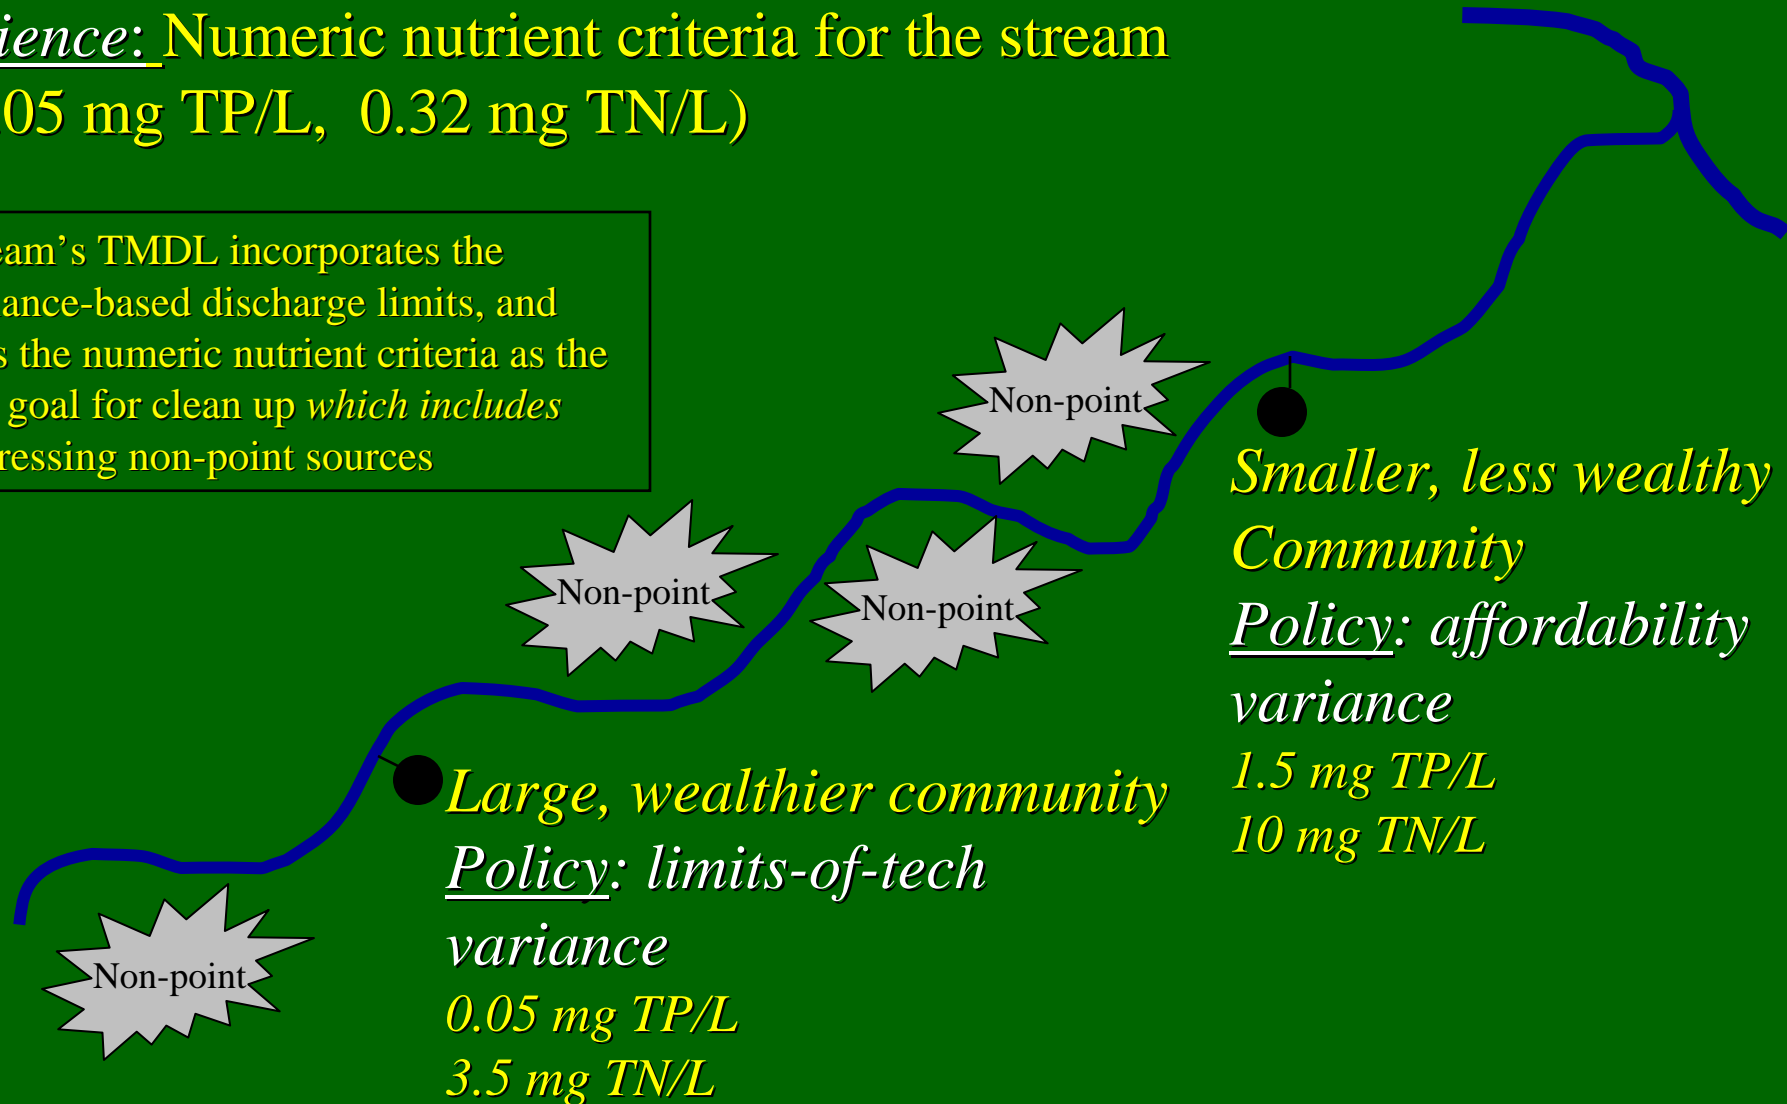 ience: Numeric nutrient criteria for the stream
.05 mg TP/L, 0.32 mg TN/L)
eam’s TMDL incorporates the
iance-based discharge limits, and
s the numeric nutrient criteria as the
goal for clean up which includes
ressing non-point sources
Non-point
Non-point
Non-point
Smaller, less wealthy
Community
Policy: affordability
variance
1.5 mg TP/L
10 mg TN/L
Large, wealthier community
Policy: limits-of-tech
variance
0.05 mg TP/L
3.5 mg TN/L
Non-point